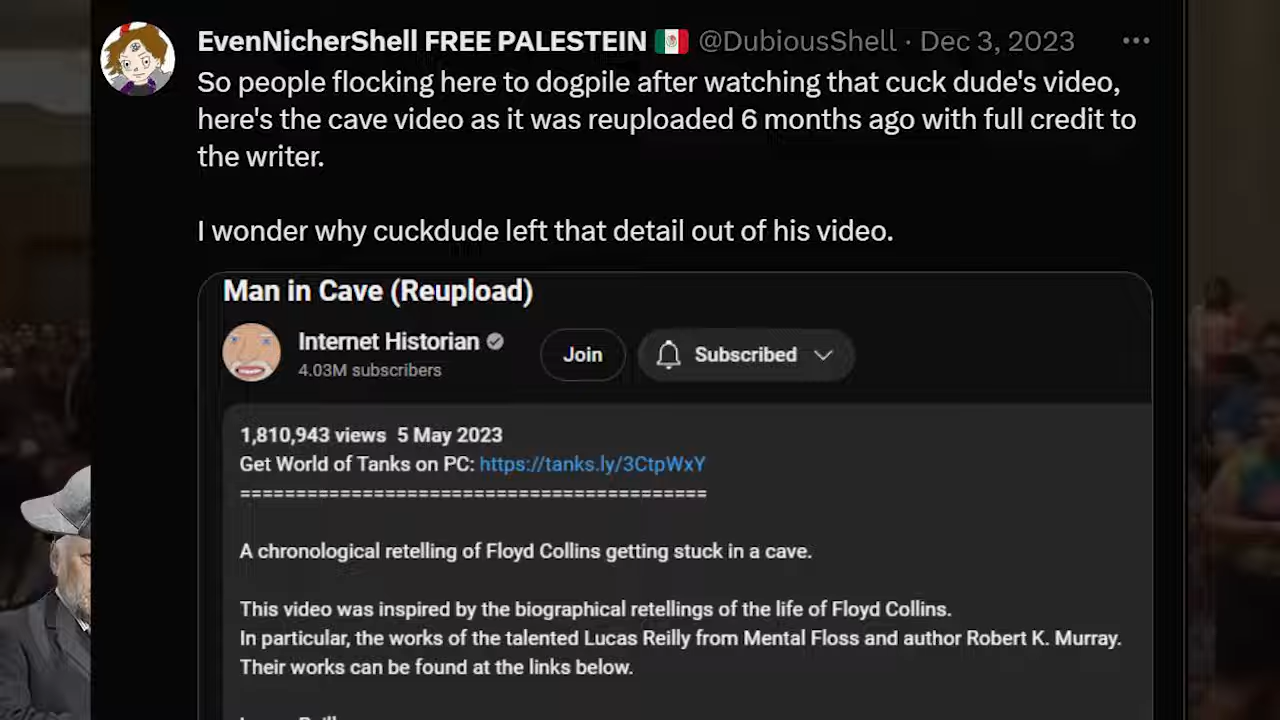 EvenNicherShell FREE PALESTEIN 🇲🇽 @DubiousShell · Dec 3, 2023
So people flocking here to dogpile after watching that cuck dude's video,
here's the cave video as it was reuploaded 6 months ago with full credit to
the writer.
I wonder why cuckdude left that detail out of his video.
Man in Cave (Reupload)
Internet Historian
4.03M subscribers
Join
Subscribed
1,810,943 views 5 May 2023
Get World of Tanks on PC: https://tanks.ly/3CtpWxY
========================================
A chronological retelling of Floyd Collins getting stuck in a cave.
This video was inspired by the biographical retellings of the life of Floyd Collins.
In particular, the works of the talented Lucas Reilly from Mental Floss and author Robert K. Murray.
Their works can be found at the links below.